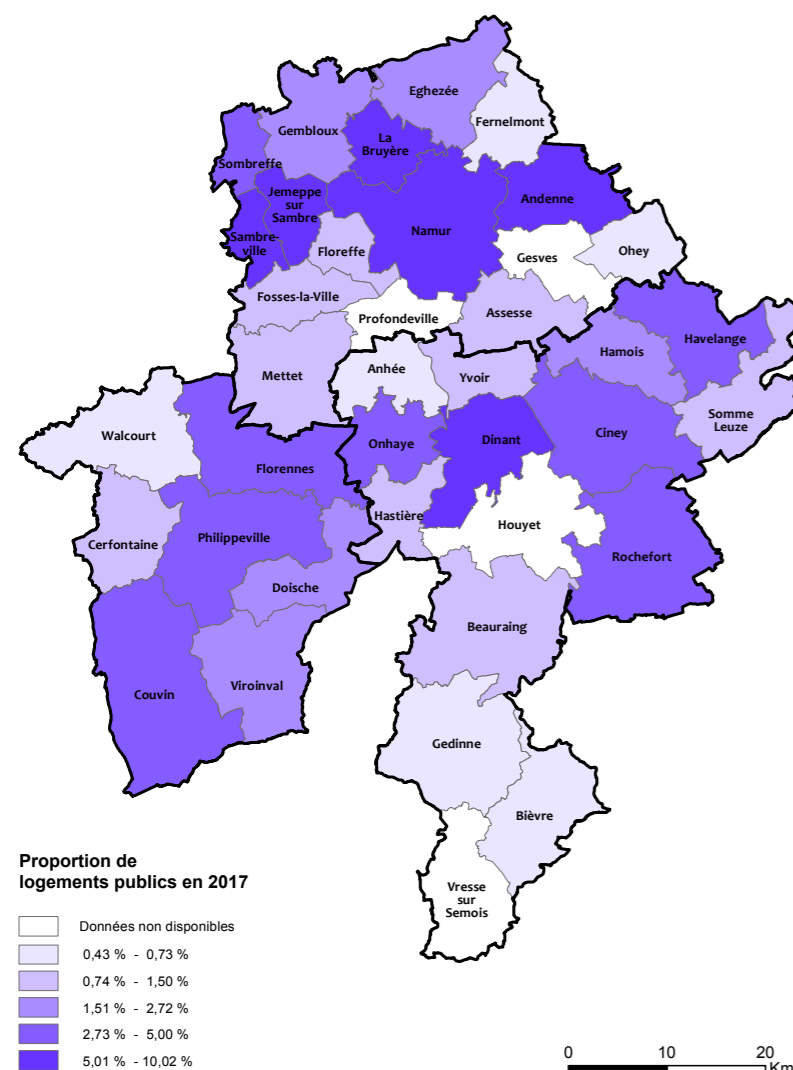 Eghezée
Gembloux
Fernelmont
La
Bruyère
Sombreffe
Jemeppe
sur
Sambre
Andenne
Sambre-
ville
Namur
Floreffe
Gesves
Ohey
Fosses-la-Ville
Profondeville
Assesse
Havelange
Hamois
Mettet
Anhée
Yvoir
Somme
Leuze
Walcourt
Onhaye
Dinant
Ciney
Florennes
Hastière
Houyet
Philippeville
Cerfontaine
Rochefort
Doische
Beauraing
Couvin
Viroinval
Gedinne
Bièvre
Vresse
sur
Semois
Proportion de
logements publics en 2017
Données non disponibles
0,43 % - 0,73 %
0,74 % - 1,50 %
1,51 % - 2,72 %
2,73 % - 5,00 %
5,01 % - 10,02 %
0 10 20
Km